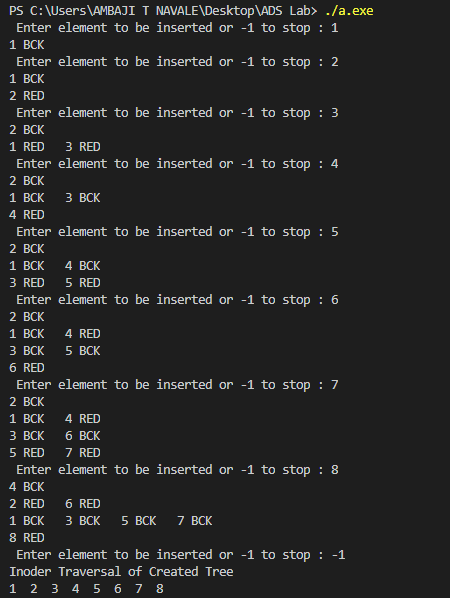 PS C:\Users\AMBAJI T NAVALE\Desktop\ADS Lab> ./a.exe
Enter element to be inserted or -1 to stop : 1
1 BCK
Enter element to be inserted or -1 to stop : 2
1 BCK
2 RED
Enter element to be inserted or -1 to stop : 3
2 BCK
1 RED   3 RED
Enter element to be inserted or -1 to stop : 4
2 BCK
1 BCK   3 BCK
4 RED
Enter element to be inserted or -1 to stop : 5
2 BCK
1 BCK   4 BCK
3 RED   5 RED
Enter element to be inserted or -1 to stop : 6
2 BCK
1 BCK   4 RED
3 BCK   5 BCK
6 RED
Enter element to be inserted or -1 to stop : 7
2 BCK
1 BCK   4 RED
3 BCK   6 BCK
5 RED   7 RED
Enter element to be inserted or -1 to stop : 8
4 BCK
2 RED   6 RED
1 BCK   3 BCK   5 BCK   7 BCK
8 RED
Enter element to be inserted or -1 to stop : -1
Inoder Traversal of Created Tree
1  2  3  4  5  6  7  8